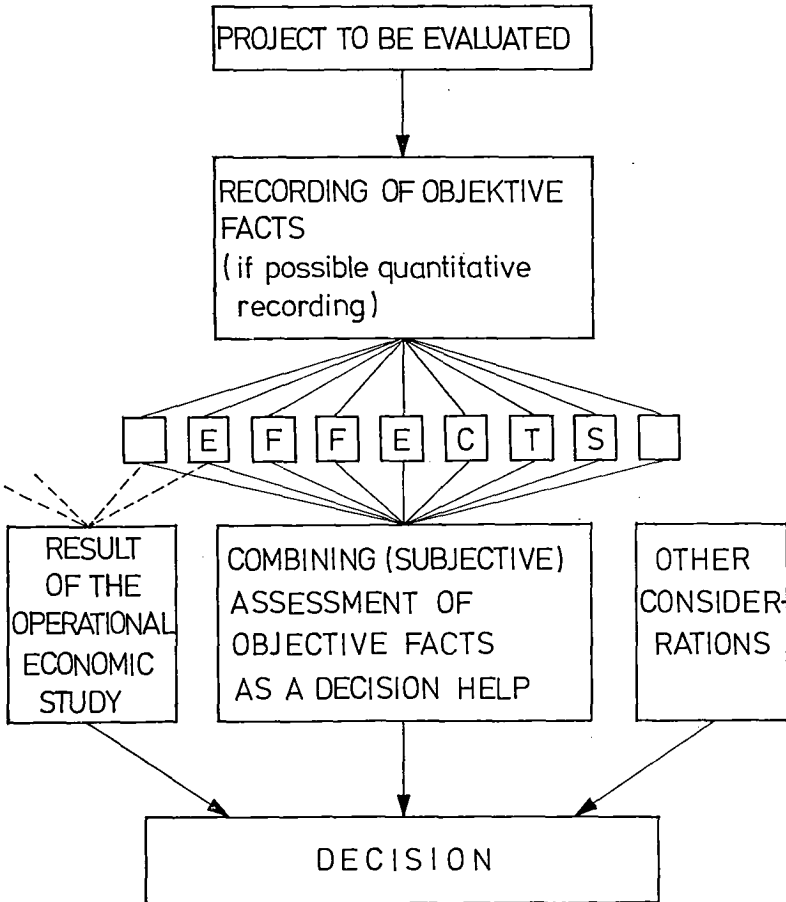 PROJECT TO BE EVALUATED
RECORDING OF OBJEKTIVE
FACTS
(if possible quantitative
recording)
E F F E C T S
RESULT
OF THE
OPERATIONAL
ECONOMIC
STUDY
COMBINING (SUBJECTIVE)
ASSESSMENT OF
OBJECTIVE FACTS
AS A DECISION HELP
OTHER
CONSIDER-
RATIONS
DECISION